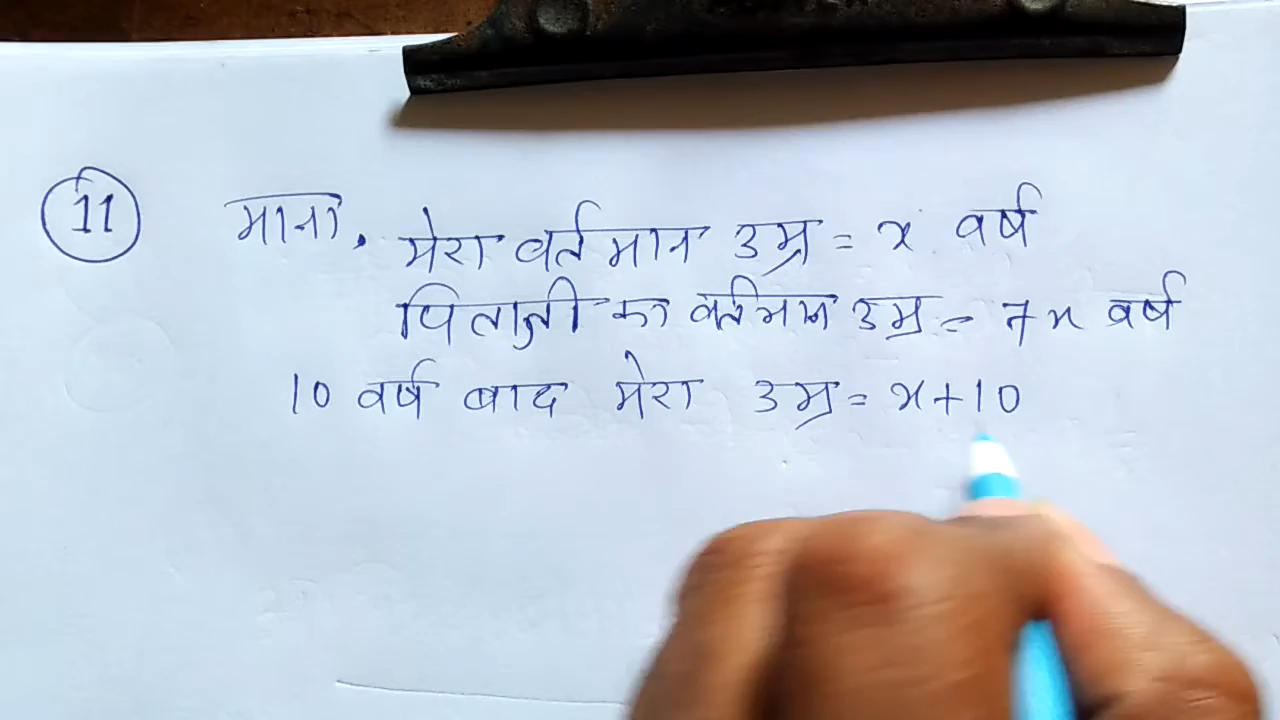 11 माना, मेरा वर्तमान उम्र = x वर्ष
पिताजी का वर्तमान उम्र = 7x वर्ष
10 वर्ष बाद मेरा उम्र = x+10